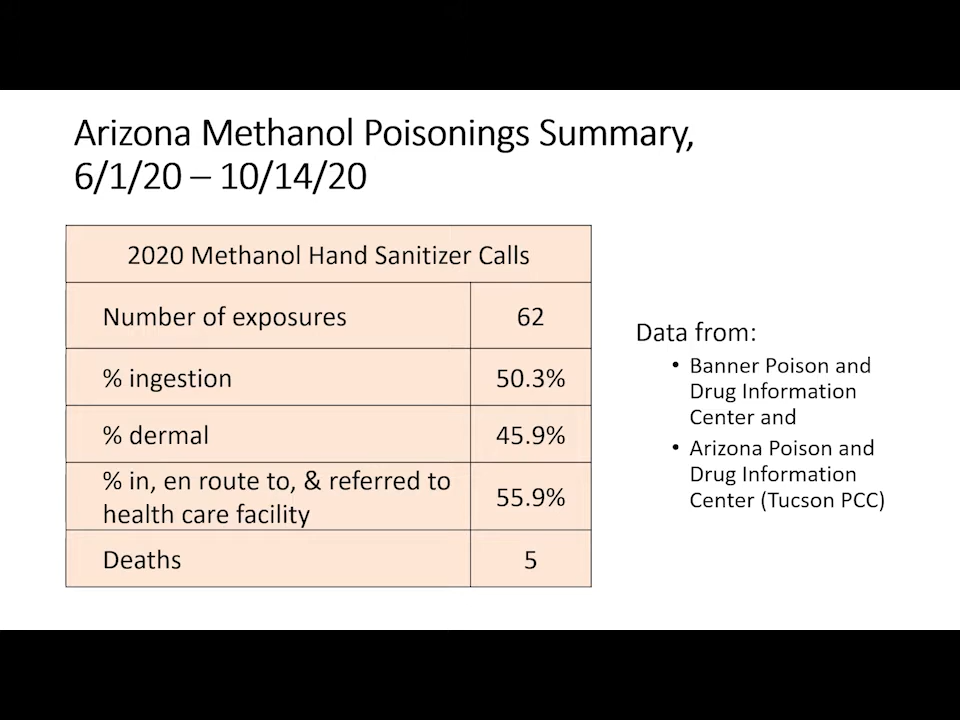 Arizona Methanol Poisonings Summary,
6/1/20 – 10/14/20
2020 Methanol Hand Sanitizer Calls
Number of exposures 62
% ingestion 50.3%
% dermal 45.9%
% in, en route to, & referred to
health care facility 55.9%
Deaths 5
Data from:
• Banner Poison and
Drug Information
Center and
• Arizona Poison and
Drug Information
Center (Tucson PCC)